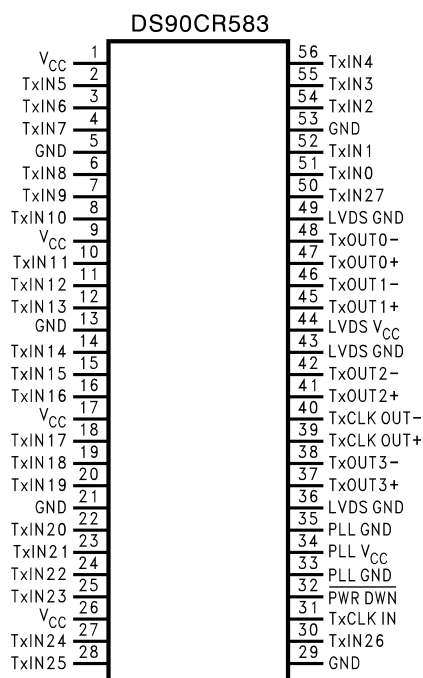 DS90CR583
VCC 1 56 TxIN4
TxIN5 2 55 TxIN3
TxIN6 3 54 TxIN2
TxIN7 4 53 GND
GND 5 52 TxIN1
TxIN8 6 51 TxIN0
TxIN9 7 50 TxIN27
TxIN10 8 49 LVDS GND
VCC 9 48 TxOUT0−
TxIN11 10 47 TxOUT0+
TxIN12 11 46 TxOUT1−
TxIN13 12 45 TxOUT1+
GND 13 44 LVDS VCC
TxIN14 14 43 LVDS GND
TxIN15 15 42 TxOUT2−
TxIN16 16 41 TxOUT2+
VCC 17 40 TxCLK OUT−
TxIN17 18 39 TxCLK OUT+
TxIN18 19 38 TxOUT3−
TxIN19 20 37 TxOUT3+
GND 21 36 LVDS GND
TxIN20 22 35 PLL GND
TxIN21 23 34 PLL VCC
TxIN22 24 33 PLL GND
TxIN23 25 32 PWR DWN
VCC 26 31 TxCLK IN
TxIN24 27 30 TxIN26
TxIN25 28 29 GND